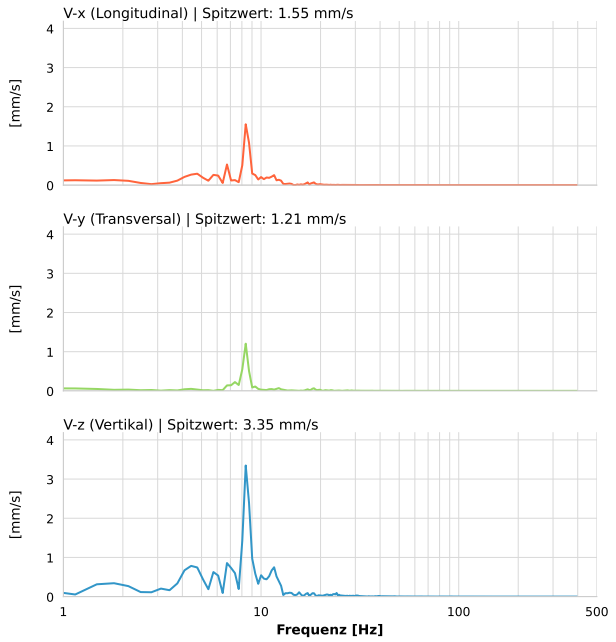 V-x (Longitudinal) | Spitzwert: 1.55 mm/s
4
3
[mm/s]
2
1
0
V-y (Transversal) | Spitzwert: 1.21 mm/s
4
3
[mm/s]
2
1
0
V-z (Vertikal) | Spitzwert: 3.35 mm/s
4
3
[mm/s]
2
1
0
1 10 100 500
Frequenz [Hz]